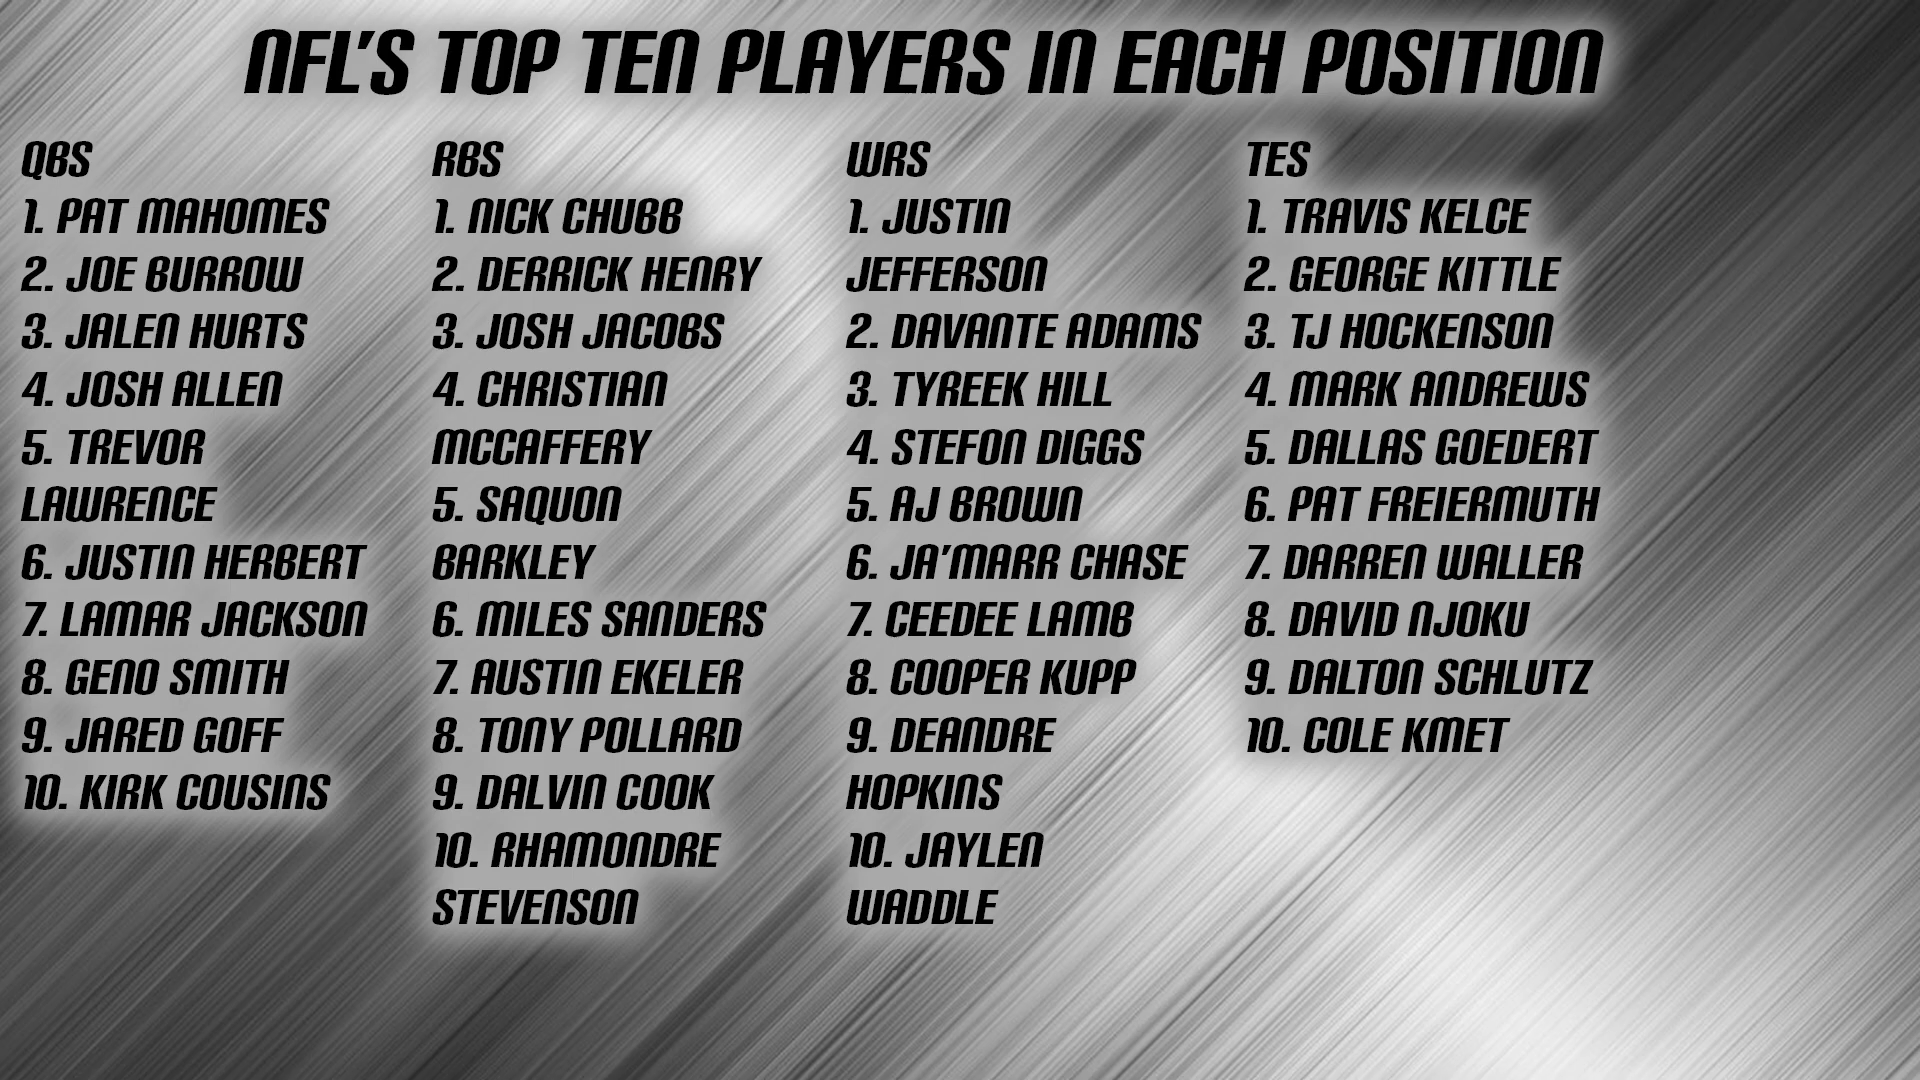 NFL'S TOP TEN PLAYERS IN EACH POSITION
QBS
1. PAT MAHOMES
2. JOE BURROW
3. JALEN HURTS
4. JOSH ALLEN
5. TREVOR
LAWRENCE
6. JUSTIN HERBERT
7. LAMAR JACKSON
8. GENO SMITH
9. JARED GOFF
10. KIRK COUSINS
RBS
1. NICK CHUBB
2. DERRICK HENRY
3. JOSH JACOBS
4. CHRISTIAN
MCCAFFERY
5. SAQUON
BARKLEY
6. MILES SANDERS
7. AUSTIN EKELER
8. TONY POLLARD
9. DALVIN COOK
10. RHAMONDRE
STEVENSON
WRS
1. JUSTIN
JEFFERSON
2. DAVANTE ADAMS
3. TYREEK HILL
4. STEFON DIGGS
5. AJ BROWN
6. JA'MARR CHASE
7. CEEDEE LAMB
8. COOPER KUPP
9. DEANDRE
HOPKINS
10. JAYLEN
WADDLE
TES
1. TRAVIS KELCE
2. GEORGE KITTLE
3. TJ HOCKENSON
4. MARK ANDREWS
5. DALLAS GOEDERT
6. PAT FREIERMUTH
7. DARREN WALLER
8. DAVID NJOKU
9. DALTON SCHLUTZ
10. COLE KMET